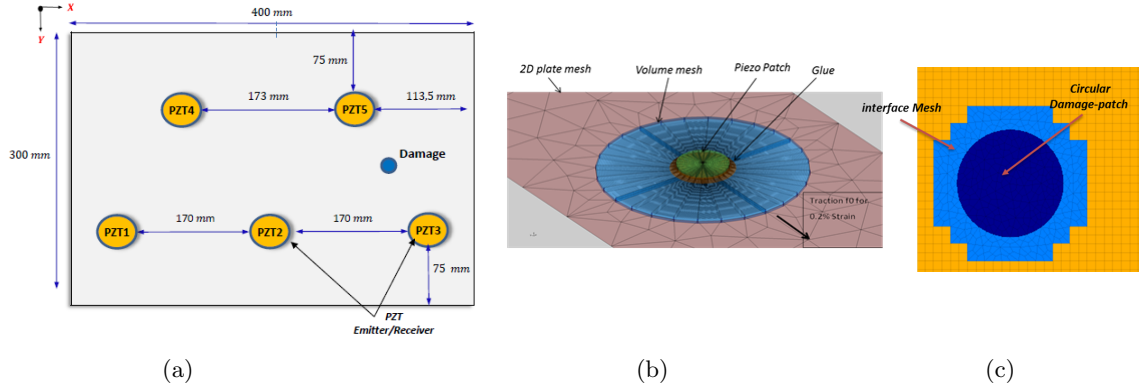 X
Y
400 mm
75 mm
PZT4
173 mm
PZT5
113,5 mm
300 mm
Damage
PZT1
170 mm
PZT2
170 mm
PZT3
75 mm
PZT
Emitter/Receiver
(a)
2D plate mesh
Volume mesh
Piezo Patch
Glue
Traction f0 for
0.2% Strain
(b)
Circular
Damage-patch
interface Mesh
(c)